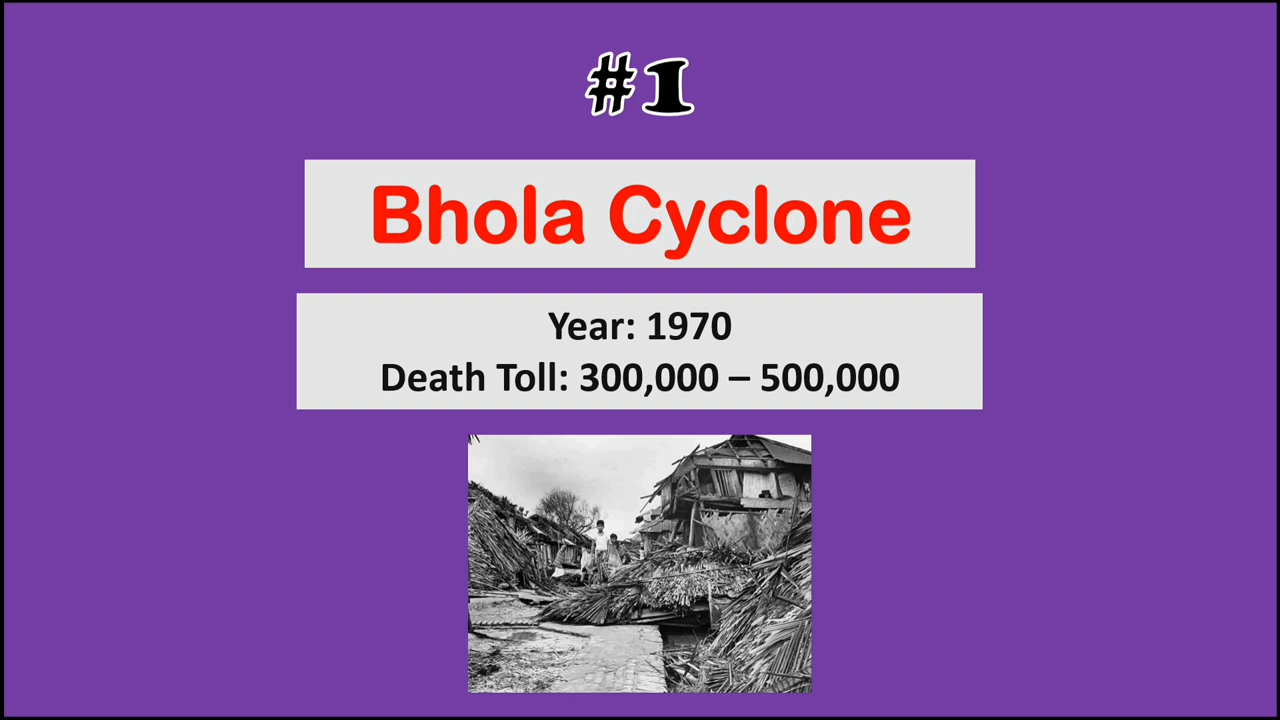 #1
Bhola Cyclone
Year: 1970
Death Toll: 300,000 – 500,000